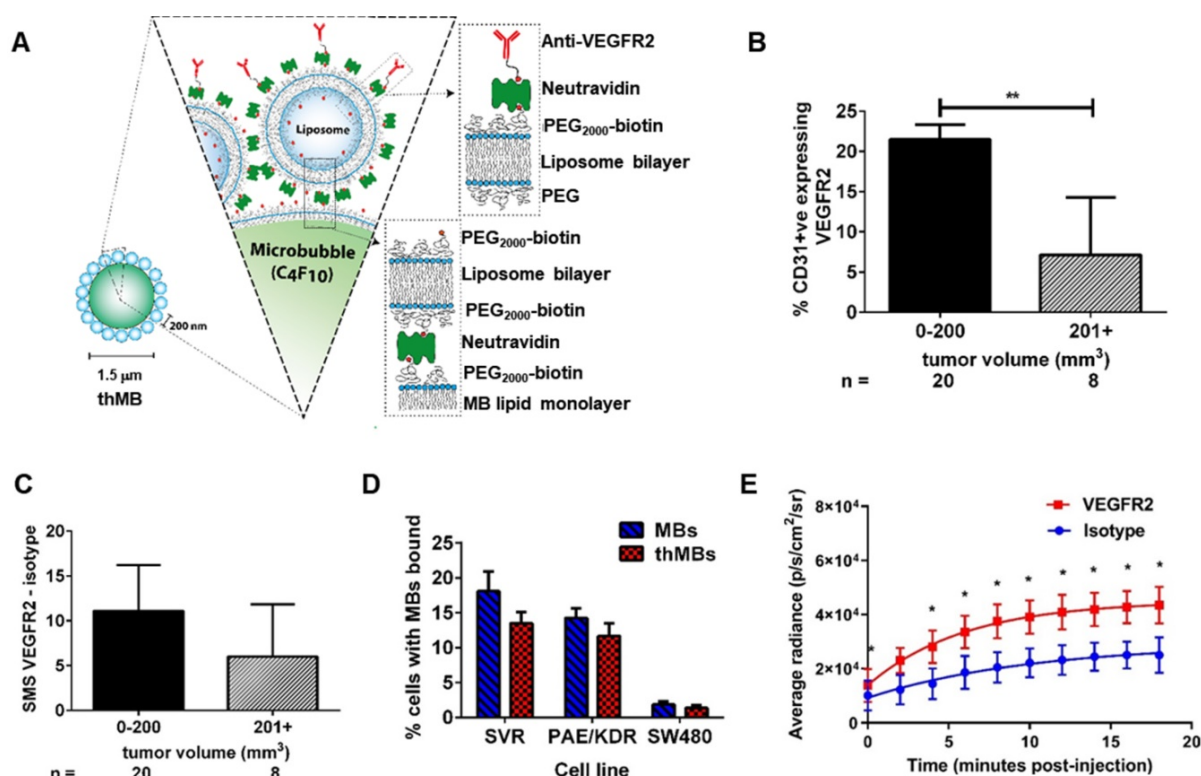 A
Liposome
Microbubble
(C₄F₁₀)
200 nm
1.5 µm
thMB
Anti-VEGFR2
Neutravidin
PEG₂₀₀₀-biotin
Liposome bilayer
PEG
PEG₂₀₀₀-biotin
Liposome bilayer
PEG₂₀₀₀-biotin
Neutravidin
PEG₂₀₀₀-biotin
MB lipid monolayer
B
% CD31+ve expressing
VEGFR2
25
20
15
10
5
0
**
0-200 201+
tumor volume (mm³)
n = 20 8
C
SMS VEGFR2 - isotype
20
15
10
5
0
0-200 201+
tumor volume (mm³)
n = 20 8
D
% cells with MBs bound
25
20
15
10
5
0
MBs
thMBs
SVR PAE/KDR SW480
Cell line
E
Average radiance (p/s/cm²/sr)
8×10⁴
6×10⁴
4×10⁴
2×10⁴
0
VEGFR2
Isotype
* * * * * * * * *
0 5 10 15 20
Time (minutes post-injection)